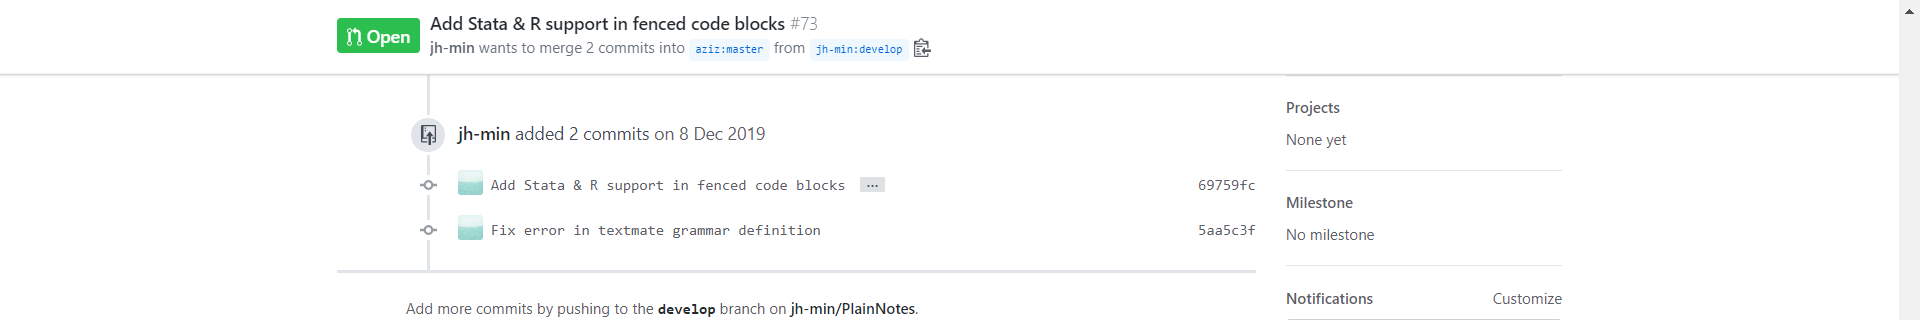 Open
Add Stata & R support in fenced code blocks #73
jh-min wants to merge 2 commits into aziz:master from jh-min:develop
jh-min added 2 commits on 8 Dec 2019
Add Stata & R support in fenced code blocks ... 69759fc
Fix error in textmate grammar definition 5aa5c3f
Add more commits by pushing to the develop branch on jh-min/PlainNotes.
Projects
None yet
Milestone
No milestone
Notifications Customize